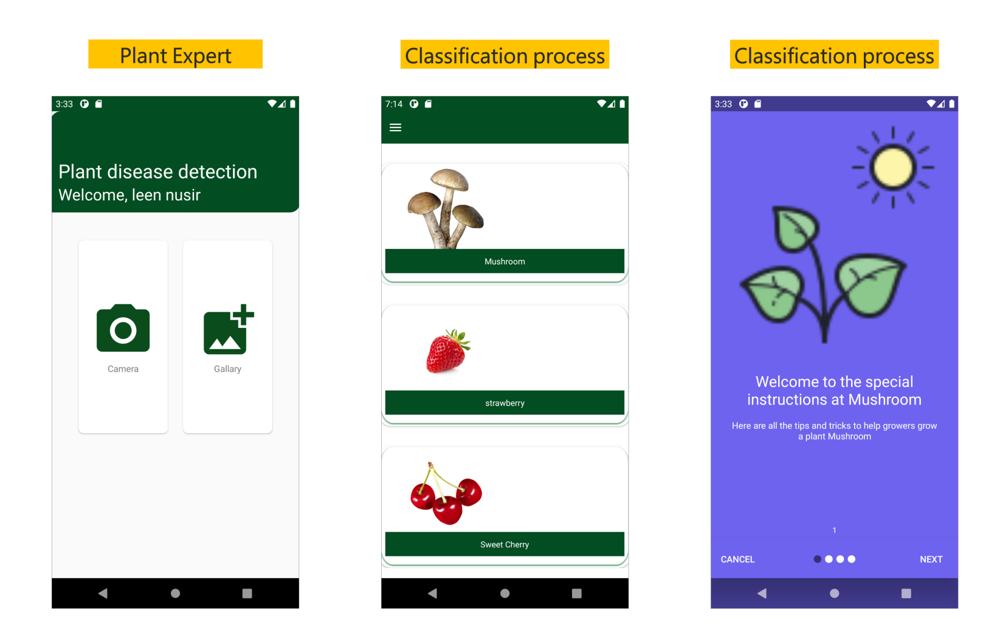 Plant Expert
3:33
Plant disease detection
Welcome, leen nusir
Camera
Gallary
Classification process
7:14
Mushroom
strawberry
Sweet Cherry
Classification process
3:33
Welcome to the special
instructions at Mushroom
Here are all the tips and tricks to help growers grow
a plant Mushroom
1
CANCEL
NEXT